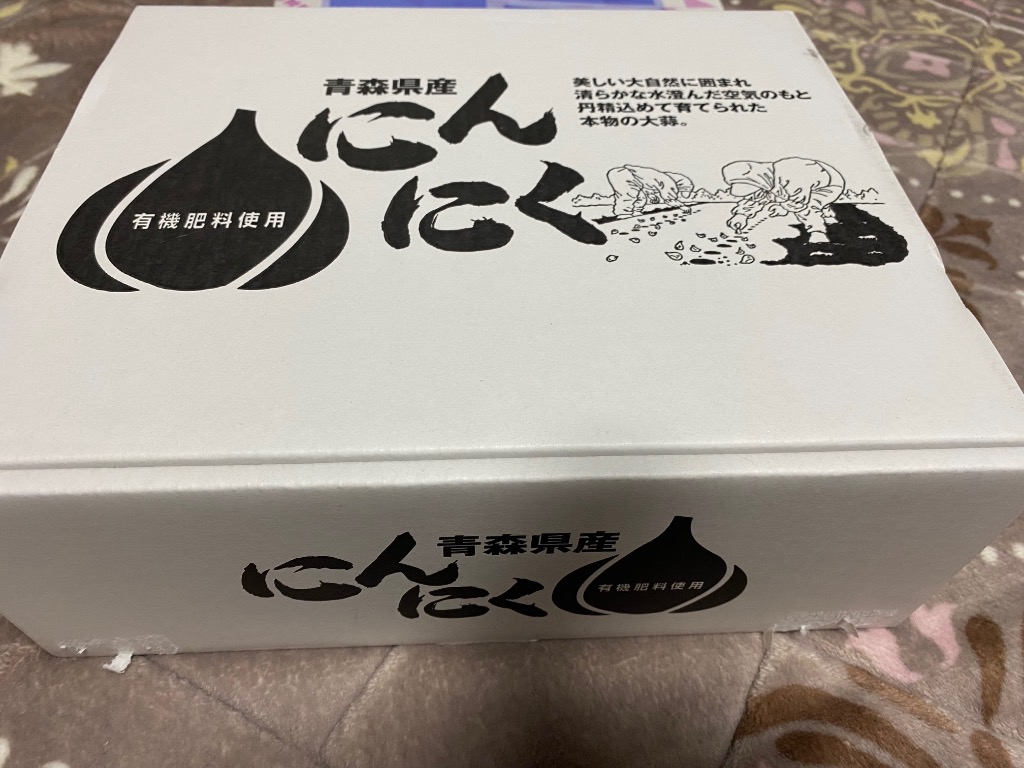 青森県産
にん
にく
有機肥料使用
美しい大自然に囲まれ
清らかな水澄んだ空気のもと
丹精込めて育てられた
本物の大蒜。
青森県産
にん
にく
有機肥料使用